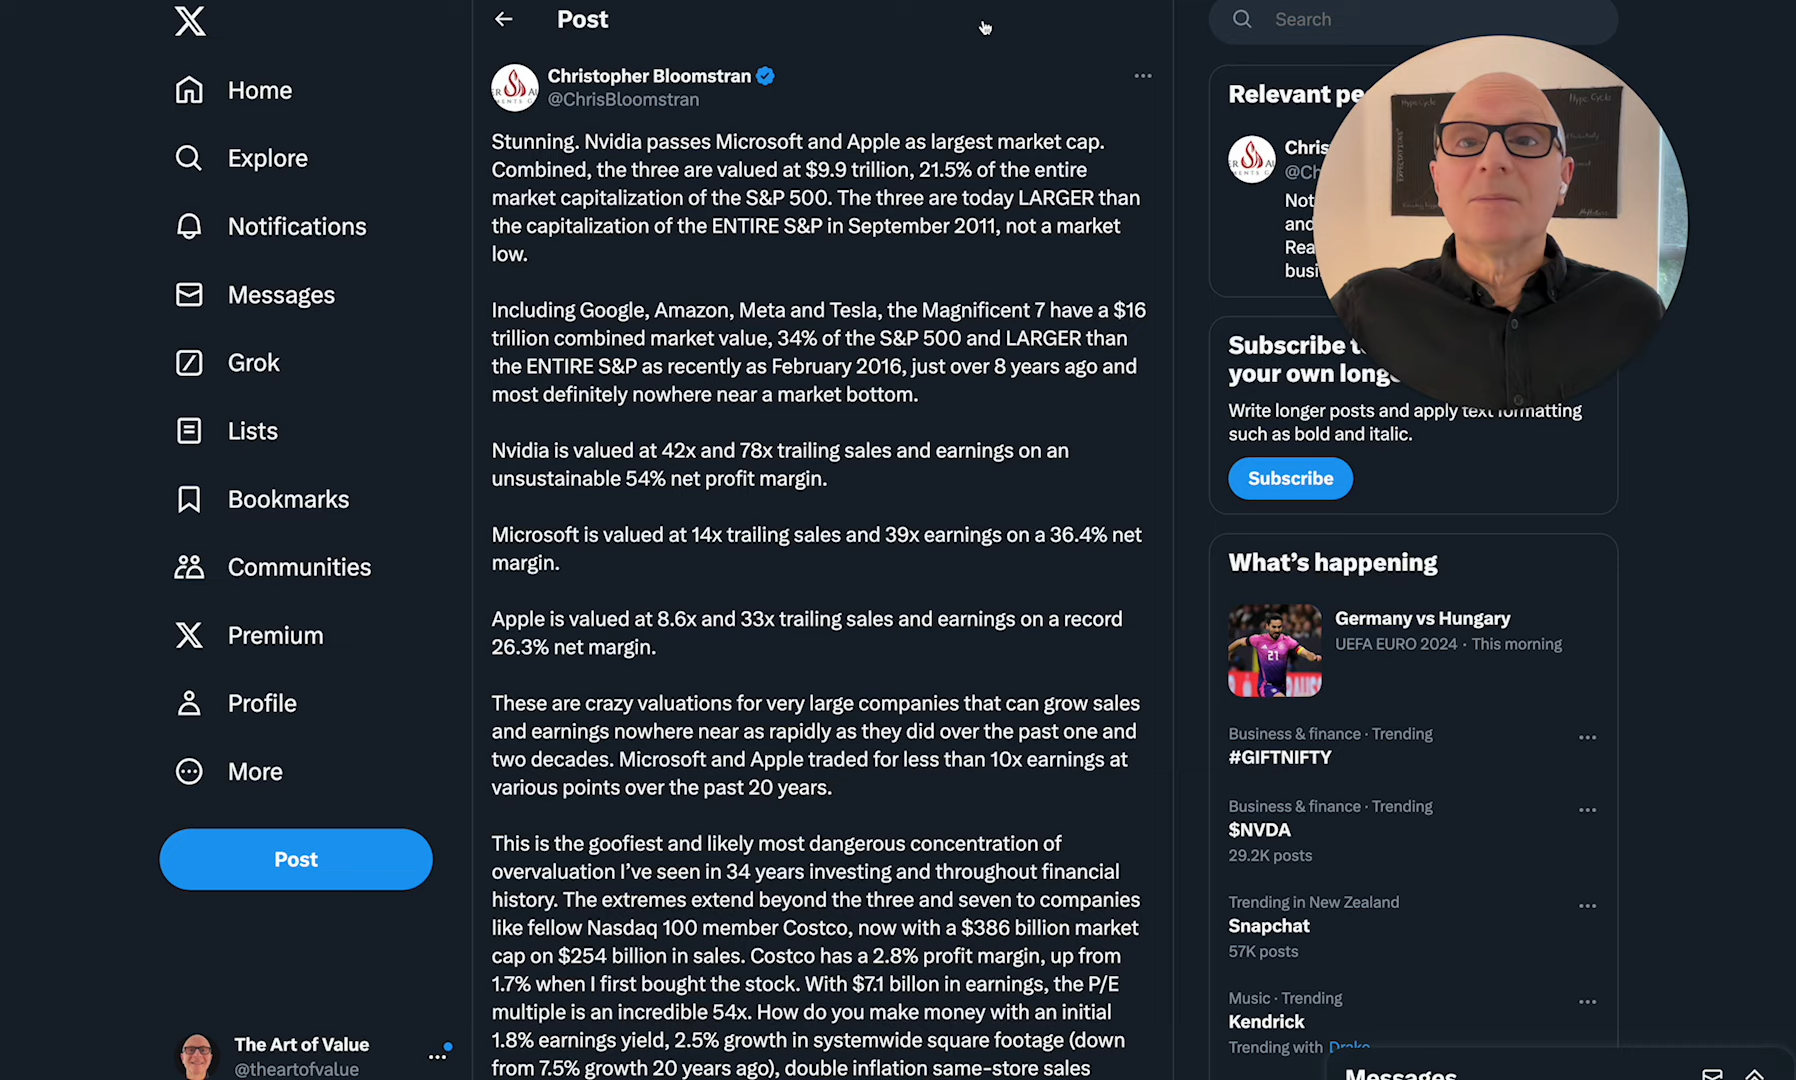 Home
Explore
Notifications
Messages
Grok
Lists
Bookmarks
Communities
Premium
Profile
More
Post
The Art of Value
@theartofvalue
Post
Christopher Bloomstran
@ChrisBloomstran
Stunning. Nvidia passes Microsoft and Apple as largest market cap.
Combined, the three are valued at $9.9 trillion, 21.5% of the entire
market capitalization of the S&P 500. The three are today LARGER than
the capitalization of the ENTIRE S&P in September 2011, not a market
low.
Including Google, Amazon, Meta and Tesla, the Magnificent 7 have a $16
trillion combined market value, 34% of the S&P 500 and LARGER than
the ENTIRE S&P as recently as February 2016, just over 8 years ago and
most definitely nowhere near a market bottom.
Nvidia is valued at 42x and 78x trailing sales and earnings on an
unsustainable 54% net profit margin.
Microsoft is valued at 14x trailing sales and 39x earnings on a 36.4% net
margin.
Apple is valued at 8.6x and 33x trailing sales and earnings on a record
26.3% net margin.
These are crazy valuations for very large companies that can grow sales
and earnings nowhere near as rapidly as they did over the past one and
two decades. Microsoft and Apple traded for less than 10x earnings at
various points over the past 20 years.
This is the goofiest and likely most dangerous concentration of
overvaluation I've seen in 34 years investing and throughout financial
history. The extremes extend beyond the three and seven to companies
like fellow Nasdaq 100 member Costco, now with a $386 billion market
cap on $254 billion in sales. Costco has a 2.8% profit margin, up from
1.7% when I first bought the stock. With $7.1 billon in earnings, the P/E
multiple is an incredible 54x. How do you make money with an initial
1.8% earnings yield, 2.5% growth in systemwide square footage (down
from 7.5% growth 20 years ago), double inflation same-store sales
Search
Relevant pe
Chris
@Ch
Not
and
Rea
busi
Hype Cycle
Subscribe t
your own long
Write longer posts and apply text formatting
such as bold and italic.
Subscribe
What's happening
Germany vs Hungary
UEFA EURO 2024 · This morning
21
Business & finance · Trending
#GIFTNIFTY
Business & finance · Trending
$NVDA
29.2K posts
Trending in New Zealand
Snapchat
57K posts
Music · Trending
Kendrick
Trending with Drake
Messages